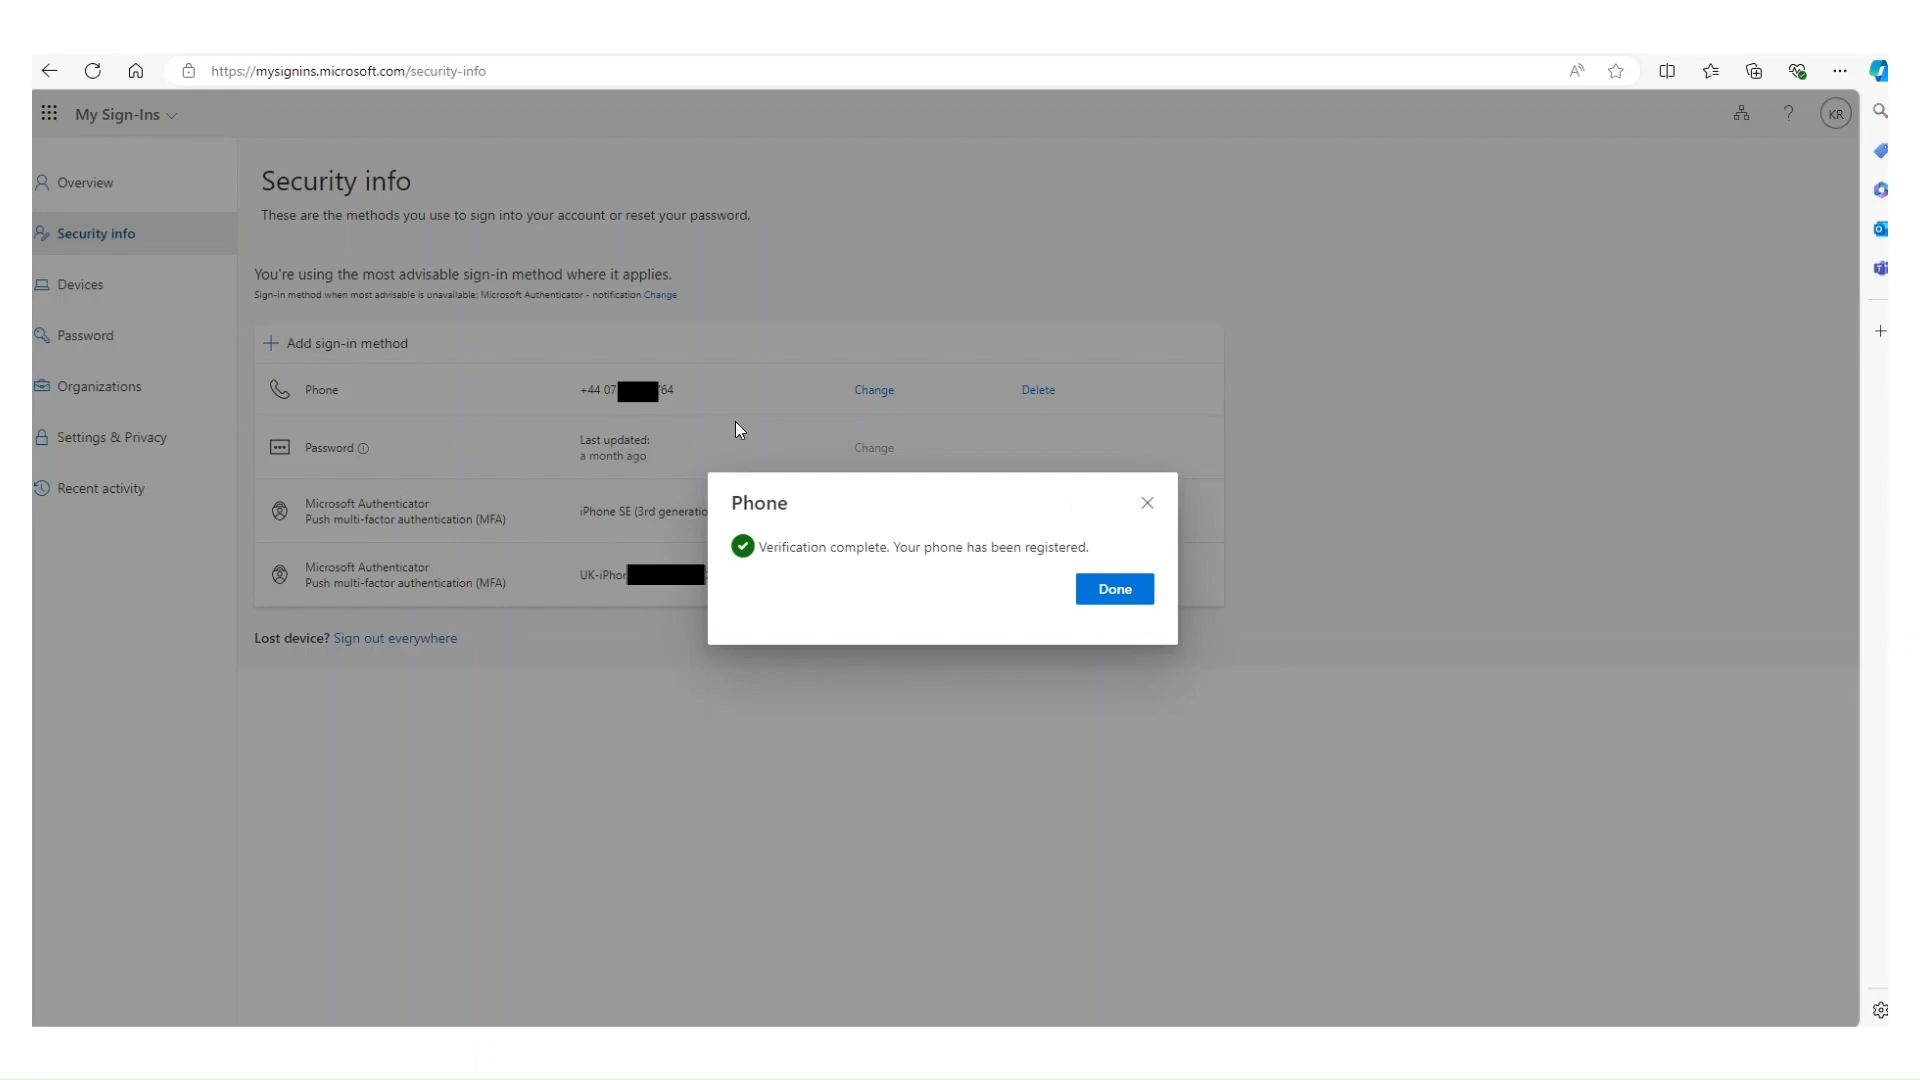 https://mysignins.microsoft.com/security-info
My Sign-Ins
KR
Overview
Security info
Devices
Password
Organizations
Settings & Privacy
Recent activity
Security info
These are the methods you use to sign into your account or reset your password.
You're using the most advisable sign-in method where it applies.
Sign-in method when most advisable is unavailable: Microsoft Authenticator - notification Change
Add sign-in method
Phone +44 07 64 Change Delete
Password Last updated:
a month ago Change
Microsoft Authenticator
Push multi-factor authentication (MFA) iPhone SE (3rd generatio
Microsoft Authenticator
Push multi-factor authentication (MFA) UK-iPhon
Lost device? Sign out everywhere
Phone
Verification complete. Your phone has been registered.
Done